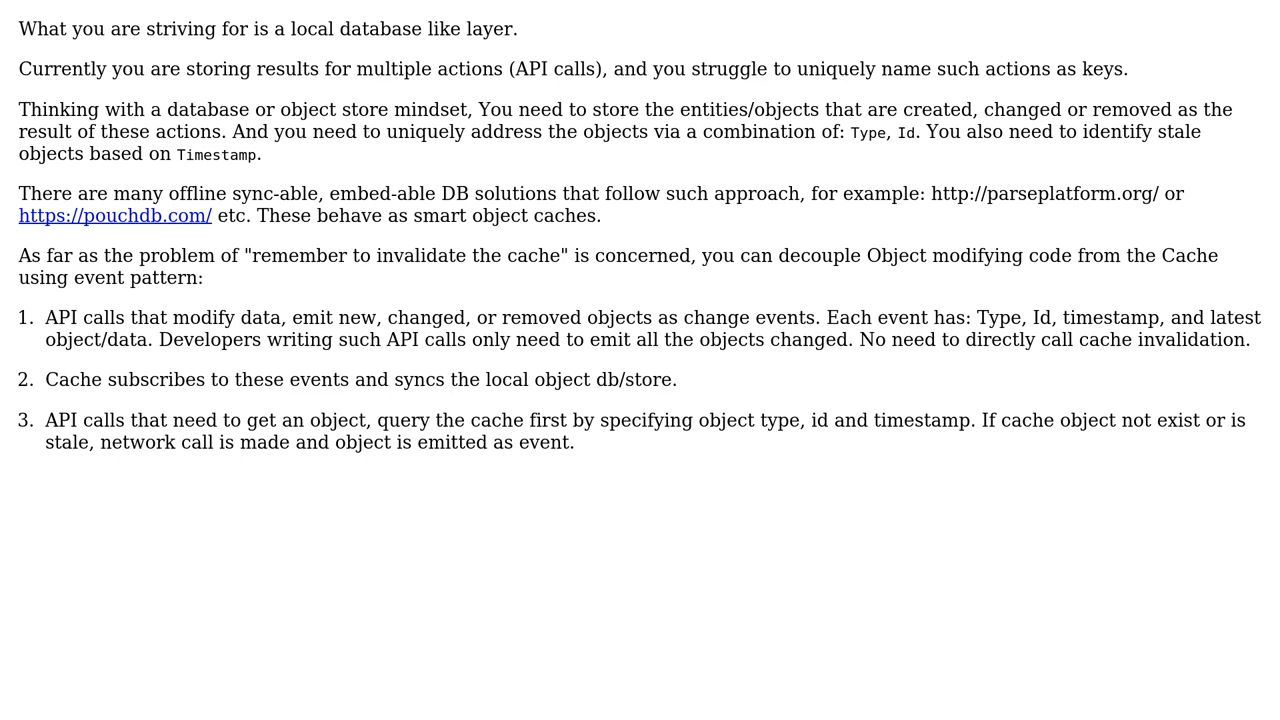 What you are striving for is a local database like layer.
Currently you are storing results for multiple actions (API calls), and you struggle to uniquely name such actions as keys.
Thinking with a database or object store mindset, You need to store the entities/objects that are created, changed or removed as the
result of these actions. And you need to uniquely address the objects via a combination of: Type, Id. You also need to identify stale
objects based on Timestamp.
There are many offline sync-able, embed-able DB solutions that follow such approach, for example: http://parseplatform.org/ or
https://pouchdb.com/ etc. These behave as smart object caches.
As far as the problem of "remember to invalidate the cache" is concerned, you can decouple Object modifying code from the Cache
using event pattern:
1. API calls that modify data, emit new, changed, or removed objects as change events. Each event has: Type, Id, timestamp, and latest
object/data. Developers writing such API calls only need to emit all the objects changed. No need to directly call cache invalidation.
2. Cache subscribes to these events and syncs the local object db/store.
3. API calls that need to get an object, query the cache first by specifying object type, id and timestamp. If cache object not exist or is
stale, network call is made and object is emitted as event.